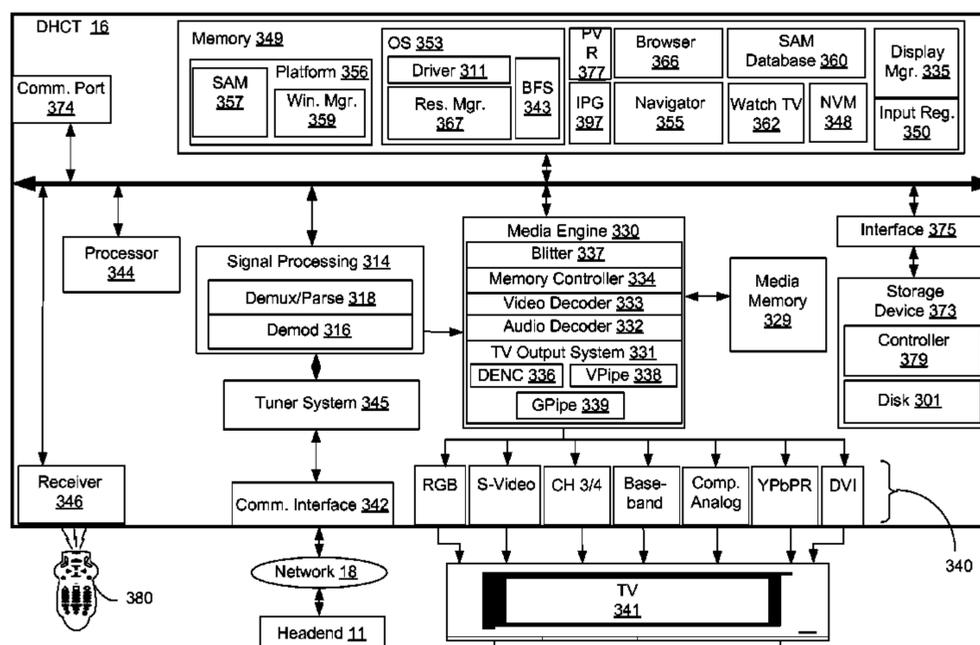 DHCT 16
Memory 349
Platform 356
SAM
357
Win. Mgr.
359
OS 353
Driver 311
Res. Mgr.
367
BFS
343
PV
R
377
IPG
397
Browser
366
Navigator
355
SAM
Database 360
Watch TV
362
NVM
348
Display
Mgr. 335
Input Reg.
350
Comm. Port
374
Processor
344
Signal Processing 314
Demux/Parse 318
Demod 316
Tuner System 345
Media Engine 330
Blitter 337
Memory Controller 334
Video Decoder 333
Audio Decoder 332
TV Output System 331
DENC 336
VPipe 338
GPipe 339
Media
Memory
329
Interface 375
Storage
Device 373
Controller
379
Disk 301
Receiver
346
Comm. Interface 342
RGB
S-Video
CH 3/4
Base-
band
Comp.
Analog
YPbPR
DVI
340
380
Network 18
Headend 11
TV
341